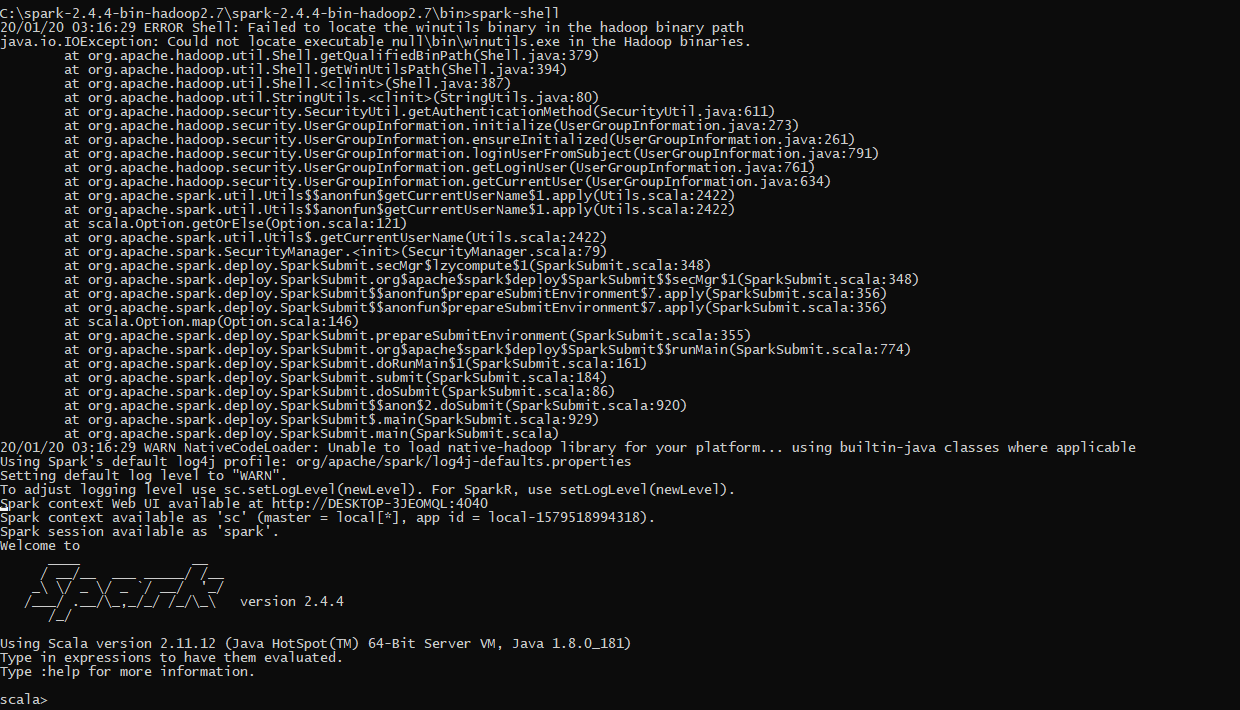 C:\spark-2.4.4-bin-hadoop2.7\spark-2.4.4-bin-hadoop2.7\bin>spark-shell
20/01/20 03:16:29 ERROR Shell: Failed to locate the winutils binary in the hadoop binary path
java.io.IOException: Could not locate executable null\bin\winutils.exe in the Hadoop binaries.
at org.apache.hadoop.util.Shell.getQualifiedBinPath(Shell.java:379)
at org.apache.hadoop.util.Shell.getWinUtilsPath(Shell.java:394)
at org.apache.hadoop.util.Shell.<clinit>(Shell.java:387)
at org.apache.hadoop.util.StringUtils.<clinit>(StringUtils.java:80)
at org.apache.hadoop.security.SecurityUtil.getAuthenticationMethod(SecurityUtil.java:611)
at org.apache.hadoop.security.UserGroupInformation.initialize(UserGroupInformation.java:273)
at org.apache.hadoop.security.UserGroupInformation.ensureInitialized(UserGroupInformation.java:261)
at org.apache.hadoop.security.UserGroupInformation.loginUserFromSubject(UserGroupInformation.java:791)
at org.apache.hadoop.security.UserGroupInformation.getLoginUser(UserGroupInformation.java:761)
at org.apache.hadoop.security.UserGroupInformation.getCurrentUser(UserGroupInformation.java:634)
at org.apache.spark.util.Utils$$anonfun$getCurrentUserName$1.apply(Utils.scala:2422)
at org.apache.spark.util.Utils$$anonfun$getCurrentUserName$1.apply(Utils.scala:2422)
at scala.Option.getOrElse(Option.scala:121)
at org.apache.spark.util.Utils$.getCurrentUserName(Utils.scala:2422)
at org.apache.spark.SecurityManager.<init>(SecurityManager.scala:79)
at org.apache.spark.deploy.SparkSubmit.secMgr$lzycompute$1(SparkSubmit.scala:348)
at org.apache.spark.deploy.SparkSubmit.org$apache$spark$deploy$SparkSubmit$$secMgr$1(SparkSubmit.scala:348)
at org.apache.spark.deploy.SparkSubmit$$anonfun$prepareSubmitEnvironment$7.apply(SparkSubmit.scala:356)
at org.apache.spark.deploy.SparkSubmit$$anonfun$prepareSubmitEnvironment$7.apply(SparkSubmit.scala:356)
at scala.Option.map(Option.scala:146)
at org.apache.spark.deploy.SparkSubmit.prepareSubmitEnvironment(SparkSubmit.scala:355)
at org.apache.spark.deploy.SparkSubmit.org$apache$spark$deploy$SparkSubmit$$runMain(SparkSubmit.scala:774)
at org.apache.spark.deploy.SparkSubmit.doRunMain$1(SparkSubmit.scala:161)
at org.apache.spark.deploy.SparkSubmit.submit(SparkSubmit.scala:184)
at org.apache.spark.deploy.SparkSubmit.doSubmit(SparkSubmit.scala:86)
at org.apache.spark.deploy.SparkSubmit$$anon$2.doSubmit(SparkSubmit.scala:920)
at org.apache.spark.deploy.SparkSubmit$.main(SparkSubmit.scala:929)
at org.apache.spark.deploy.SparkSubmit.main(SparkSubmit.scala)
20/01/20 03:16:29 WARN NativeCodeLoader: Unable to load native-hadoop library for your platform... using builtin-java classes where applicable
Using Spark's default log4j profile: org/apache/spark/log4j-defaults.properties
Setting default log level to "WARN".
To adjust logging level use sc.setLogLevel(newLevel). For SparkR, use setLogLevel(newLevel).
Spark context Web UI available at http://DESKTOP-3JEOMQL:4040
Spark context available as 'sc' (master = local[*], app id = local-1579518994318).
Spark session available as 'spark'.
Welcome to
Spark version 2.4.4
Using Scala version 2.11.12 (Java HotSpot(TM) 64-Bit Server VM, Java 1.8.0_181)
Type in expressions to have them evaluated.
Type :help for more information.
scala>